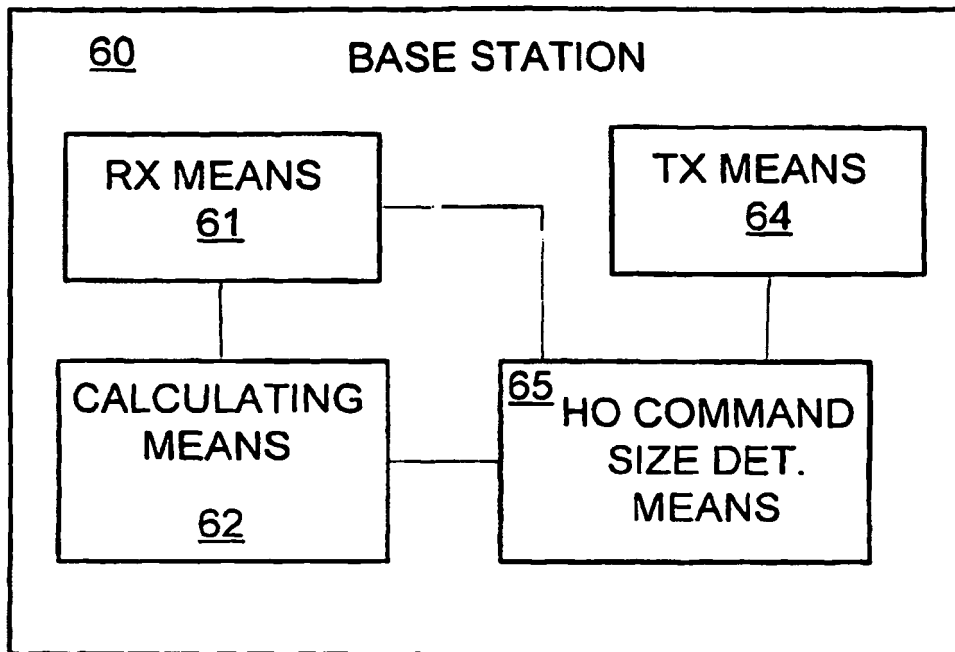 60 BASE STATION
RX MEANS
61
TX MEANS
64
CALCULATING
MEANS
62
65 HO COMMAND
SIZE DET.
MEANS